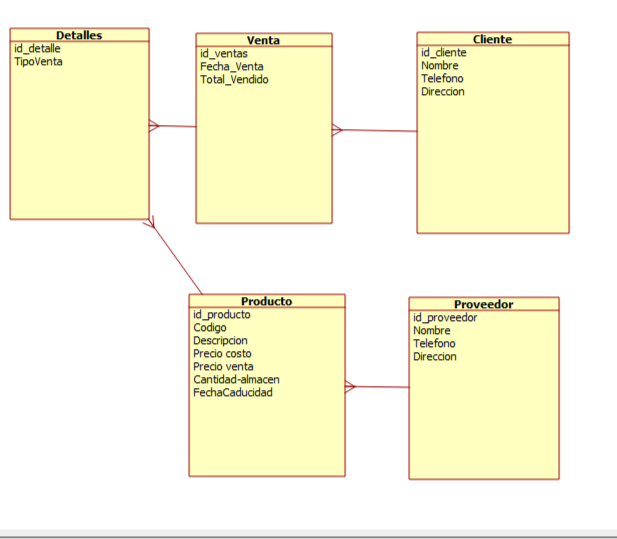 Detalles
id_detalle
TipoVenta
Venta
id_ventas
Fecha_Venta
Total_Vendido
Cliente
id_cliente
Nombre
Telefono
Direccion
Producto
id_producto
Codigo
Descripcion
Precio costo
Precio venta
Cantidad-almacen
FechaCaducidad
Proveedor
id_proveedor
Nombre
Telefono
Direccion